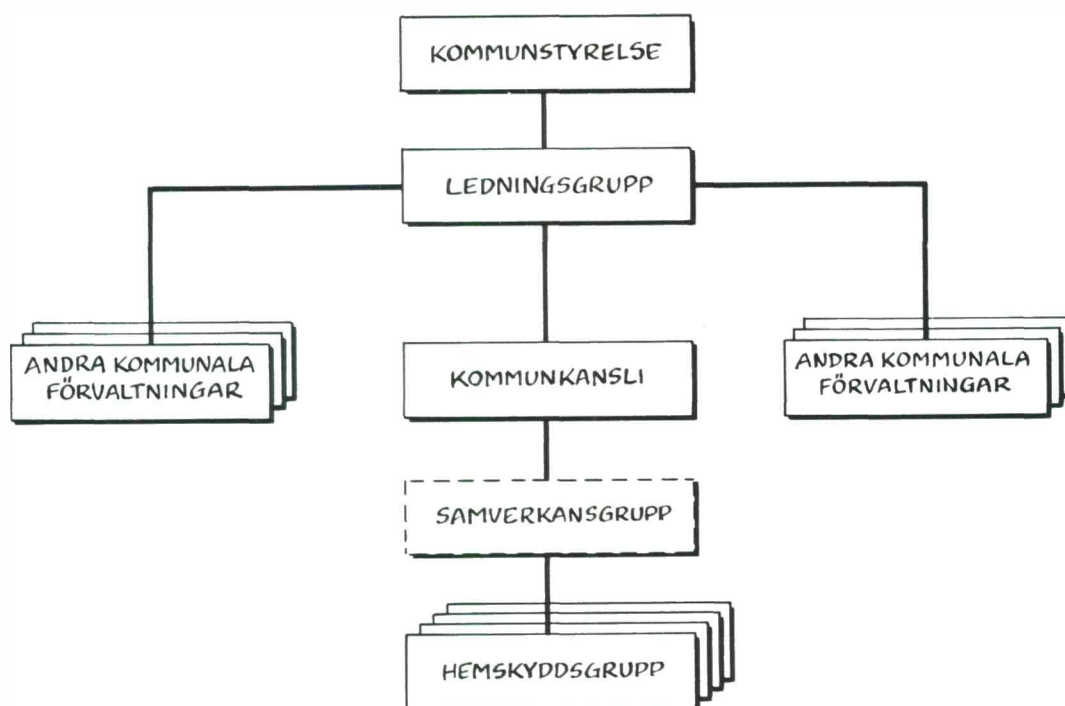 KOMMUNSTYRELSE
LEDNINGSGRUPP
ANDRA KOMMUNALA
FÖRVALTNINGAR
KOMMUNKANSLI
ANDRA KOMMUNALA
FÖRVALTNINGAR
SAMVERKANSGRUPP
HEMSKYDDSGRUPP